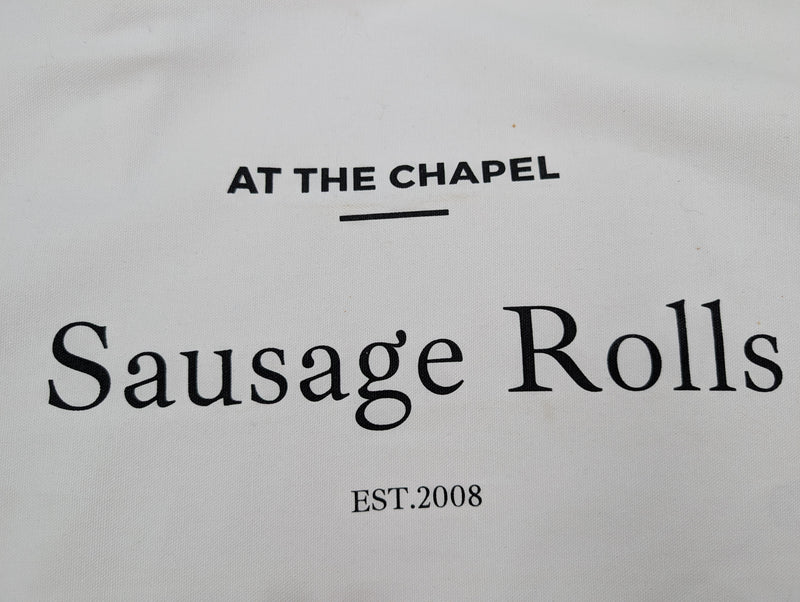 AT THE CHAPEL
Sausage Rolls
EST.2008